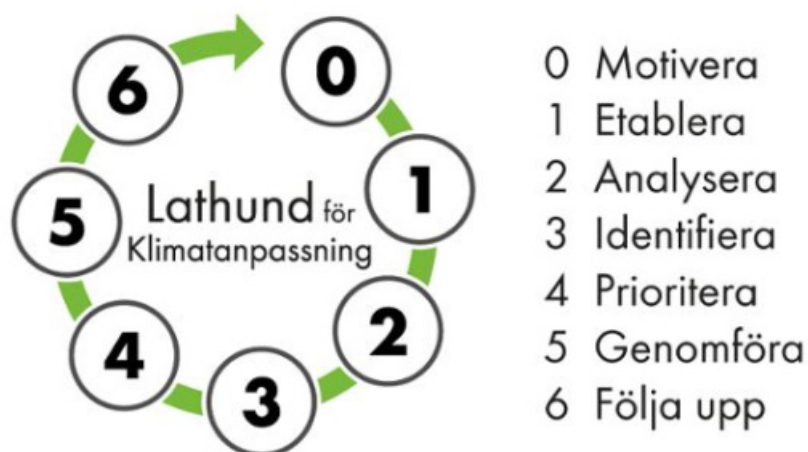 0
1
2
3
4
5
6
Lathund för
Klimatanpassning
0 Motivera
1 Etablera
2 Analysera
3 Identifiera
4 Prioritera
5 Genomföra
6 Följa upp